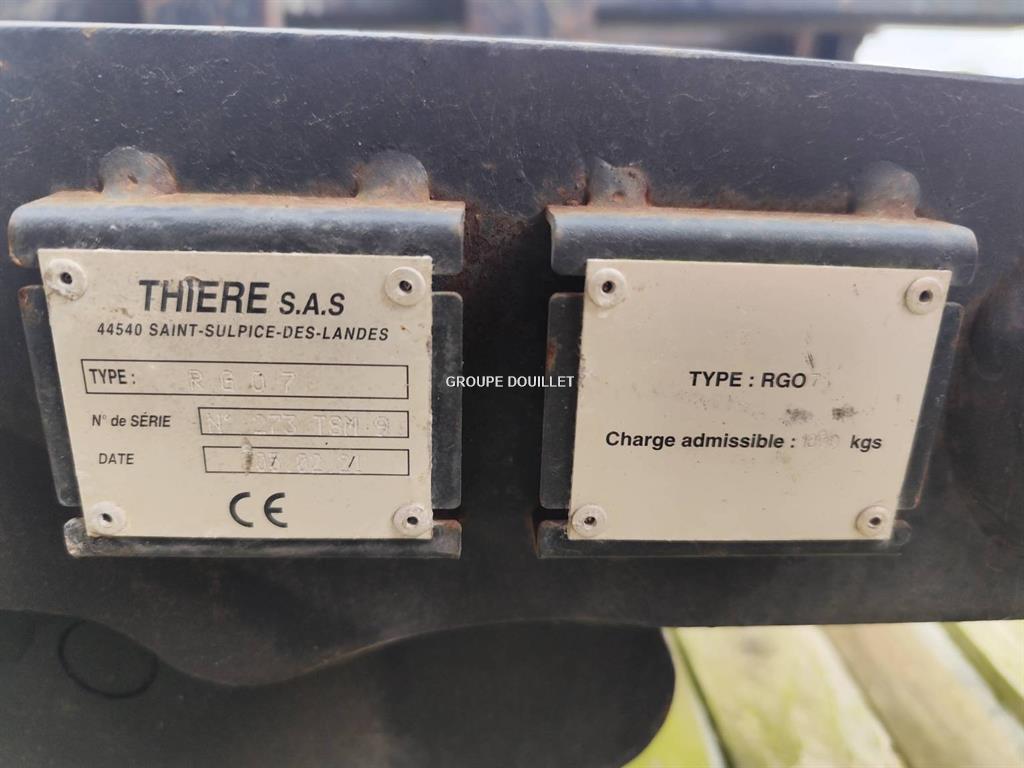 THIERE S.A.S
44540 SAINT-SULPICE-DES-LANDES
TYPE : RG07
N° de SÉRIE N° 273 TSM 9
DATE
CE
GROUPE DOUILLET
TYPE : RGO7
Charge admissible : kgs